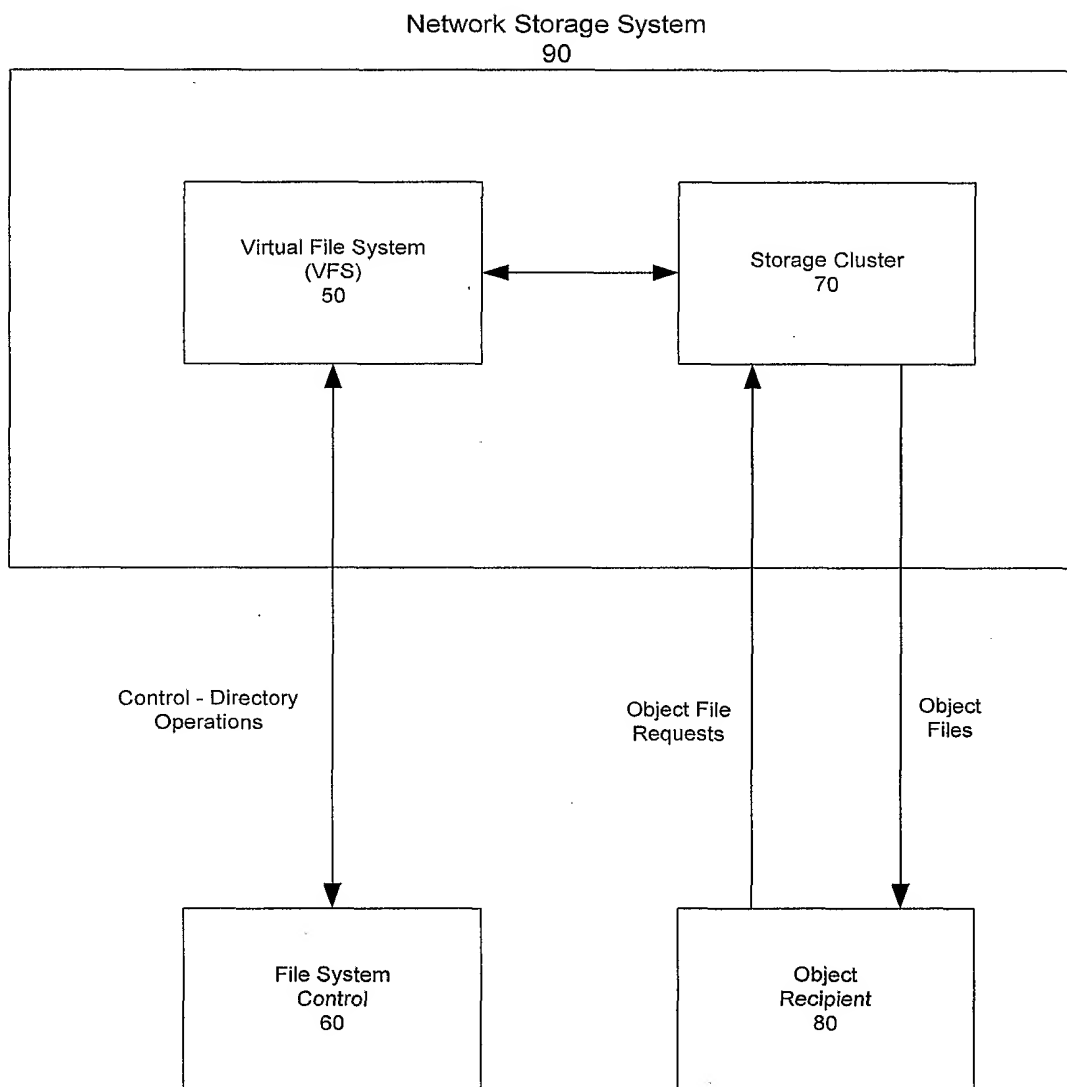 Network Storage System
90
Virtual File System
(VFS)
50
Storage Cluster
70
Control - Directory
Operations
Object File
Requests
Object
Files
File System
Control
60
Object
Recipient
80